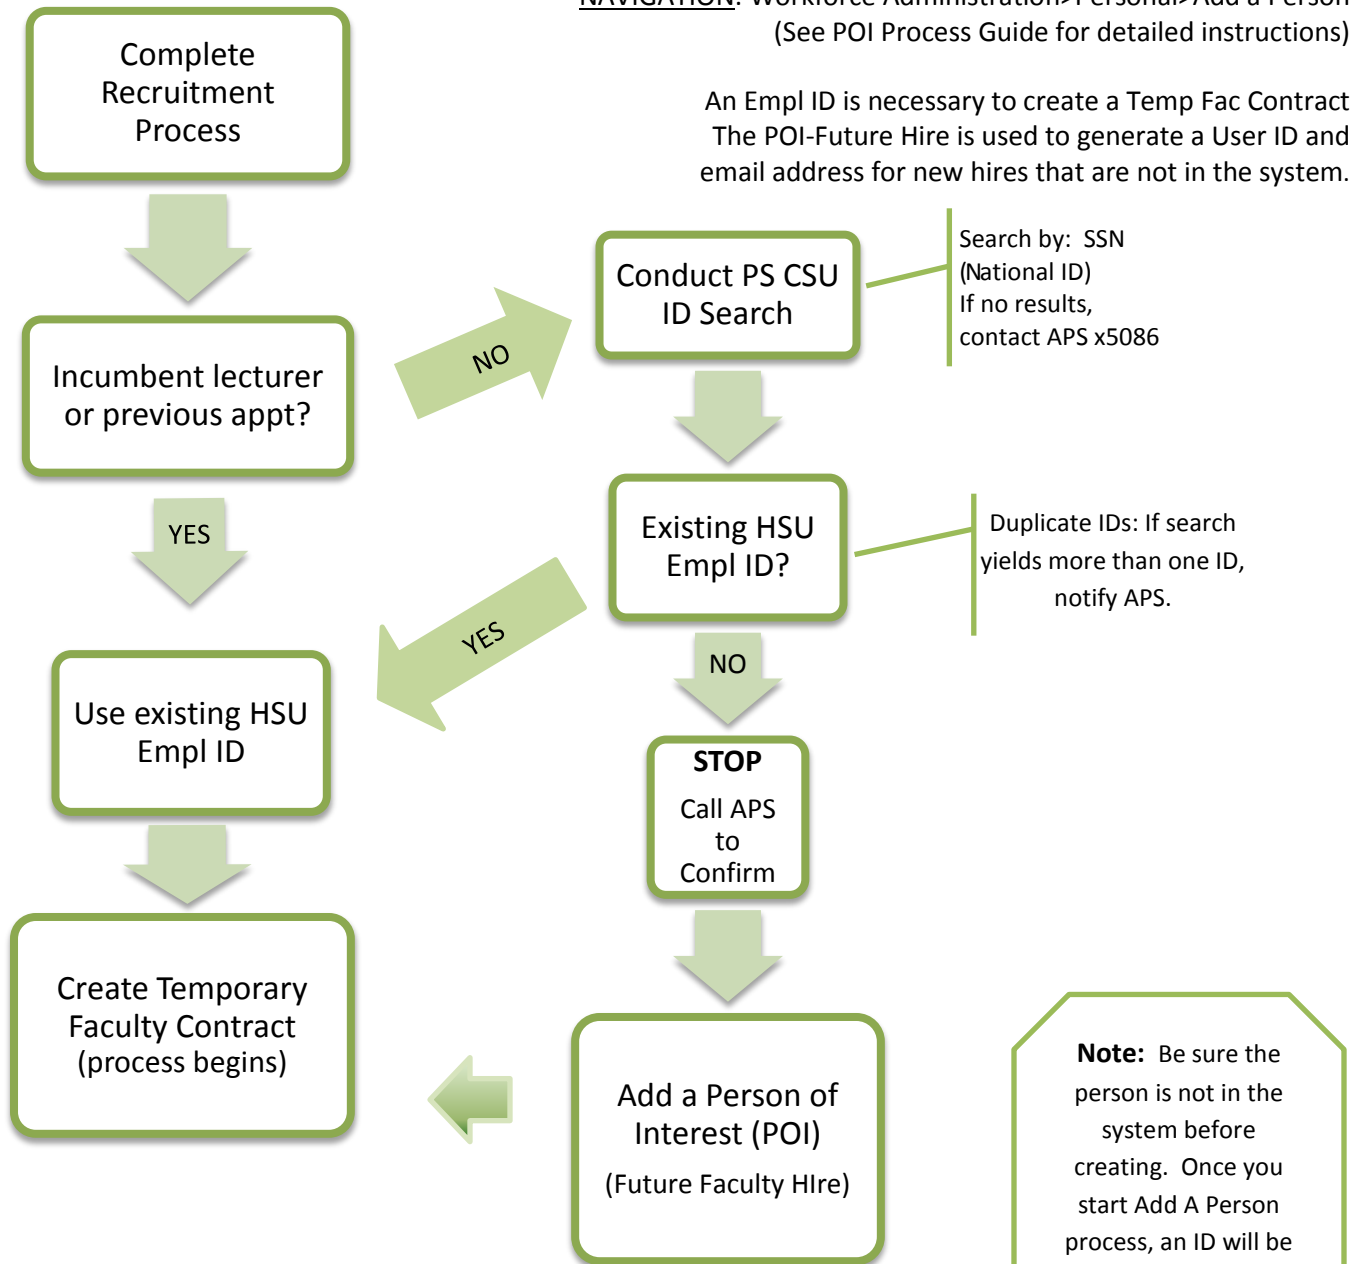 NAVIGATION: Workforce Administration>Personal>Add a Person
(See POI Process Guide for detailed instructions)
An Empl ID is necessary to create a Temp Fac Contract
The POI-Future Hire is used to generate a User ID and
email address for new hires that are not in the system.
Complete
Recruitment
Process
Incumbent lecturer
or previous appt?
NO
Conduct PS CSU
ID Search
Search by:  SSN
(National ID)
If no results,
contact APS x5086
YES
Existing HSU
Empl ID?
Duplicate IDs: If search
yields more than one ID,
notify APS.
YES
NO
Use existing HSU
Empl ID
STOP
Call APS
to
Confirm
Create Temporary
Faculty Contract
(process begins)
Add a Person of
Interest (POI)
(Future Faculty HIre)
Note:  Be sure the
person is not in the
system before
creating.  Once you
start Add A Person
process, an ID will be